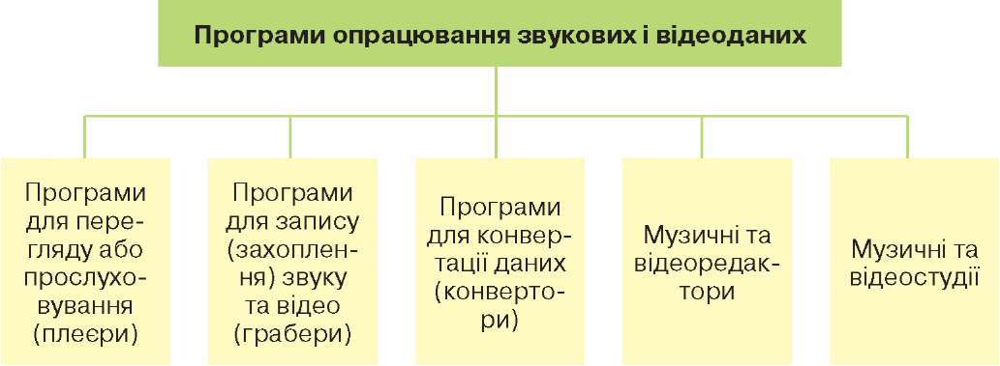 Програми опрацювання звукових і відеоданих
Програми
для пере-
гляду або
прослухо-
вування
(плеєри)
Програми
для запису
(захоплен-
ня) звуку
та відео
(грабери)
Програми
для конвер-
тації даних
(конверто-
ри)
Музичні та
відеоредак-
тори
Музичні та
відеостудії